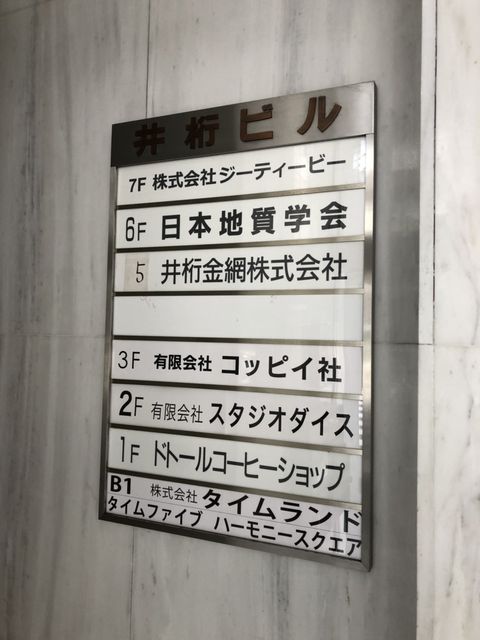 井桁ビル
7F 株式会社ジーティービー
6F 日本地質学会
5 井桁金網株式会社
3F 有限会社 コッピイ社
2F 有限会社 スタジオダイス
1F ドトールコーヒーショップ
B1 株式会社 タイムランド
タイムファイブ ハーモニースクエア